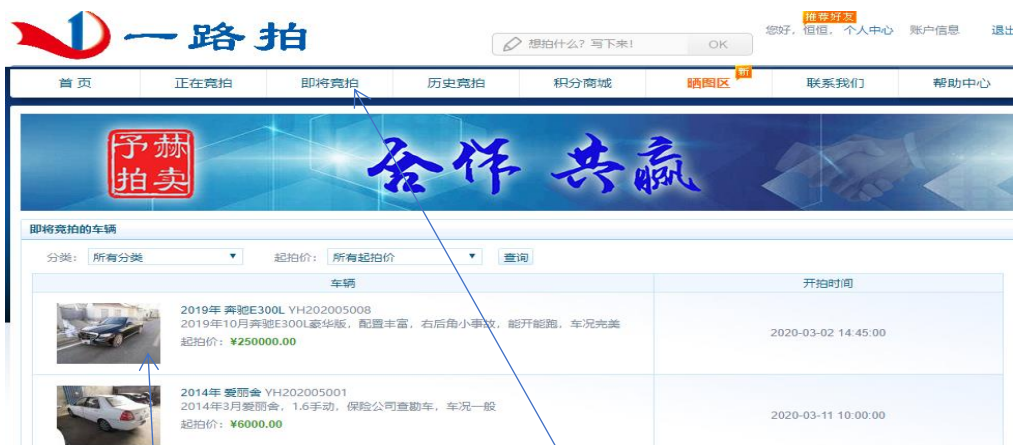 一路拍
想拍什么？写下来！ OK
推荐好友
您好，恒恒， 个人中心 账户信息 退出
首页 正在竞拍 即将竞拍 历史竞拍 积分商城 晒图区 新 联系我们 帮助中心
予赫
拍卖
合作 共赢
即将竞拍的车辆
分类： 所有分类 起拍价： 所有起拍价 查询
车辆 开拍时间
2019年 奔驰E300L YH202005008
2019年10月奔驰E300L豪华版，配置丰富，右后角小事故，能开能跑，车况完美
起拍价：¥250000.00
2020-03-02 14:45:00
2014年 爱丽舍 YH202005001
2014年3月爱丽舍，1.6手动，保险公司查勘车，车况一般
起拍价：¥6000.00
2020-03-11 10:00:00